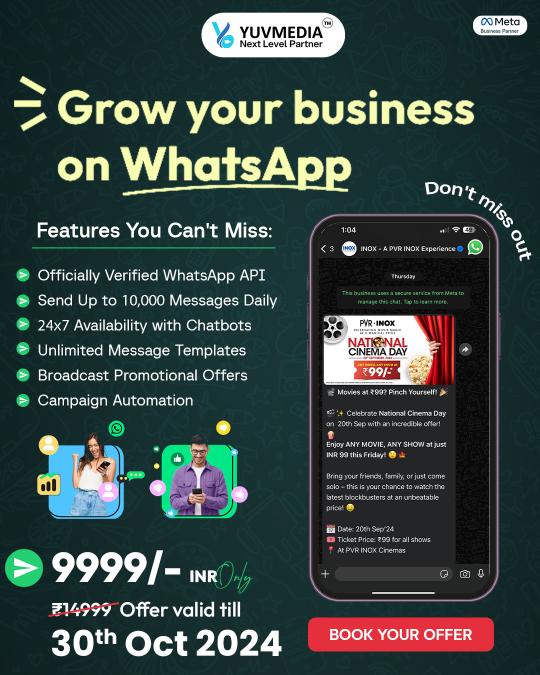 YUVMEDIA™
Next Level Partner
Meta
Business Partner
Grow your business
on WhatsApp
Don't miss out
Features You Can't Miss:
Officially Verified WhatsApp API
Send Up to 10,000 Messages Daily
24x7 Availability with Chatbots
Unlimited Message Templates
Broadcast Promotional Offers
Campaign Automation
1:04
3
INOX
INOX - A PVR INOX Experience
Thursday
This business uses a secure service from Meta to
manage this chat. Tap to learn more.
PVR INOX
NATIONAL
CINEMA DAY
₹99/-
Movies at ₹99? Pinch Yourself! 🎉
✨ Celebrate National Cinema Day
on 20th Sep with an incredible offer!
🍿
Enjoy ANY MOVIE, ANY SHOW at just
INR 99 this Friday!
Bring your friends, family, or just come
solo – this is your chance to watch the
latest blockbusters at an unbeatable
price!
📅 Date: 20th Sep'24
🎟 Ticket Price: ₹99 for all shows
📍 At PVR INOX Cinemas
9999/- INR Only
₹14999 Offer valid till
30th Oct 2024
BOOK YOUR OFFER